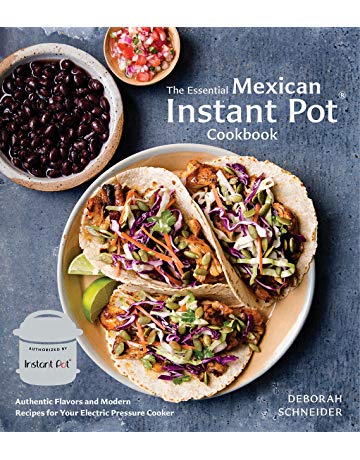 The Essential Mexican
Instant Pot®
Cookbook
AUTHORIZED BY
Instant Pot®
Authentic Flavors and Modern
Recipes for Your Electric Pressure Cooker
DEBORAH
SCHNEIDER